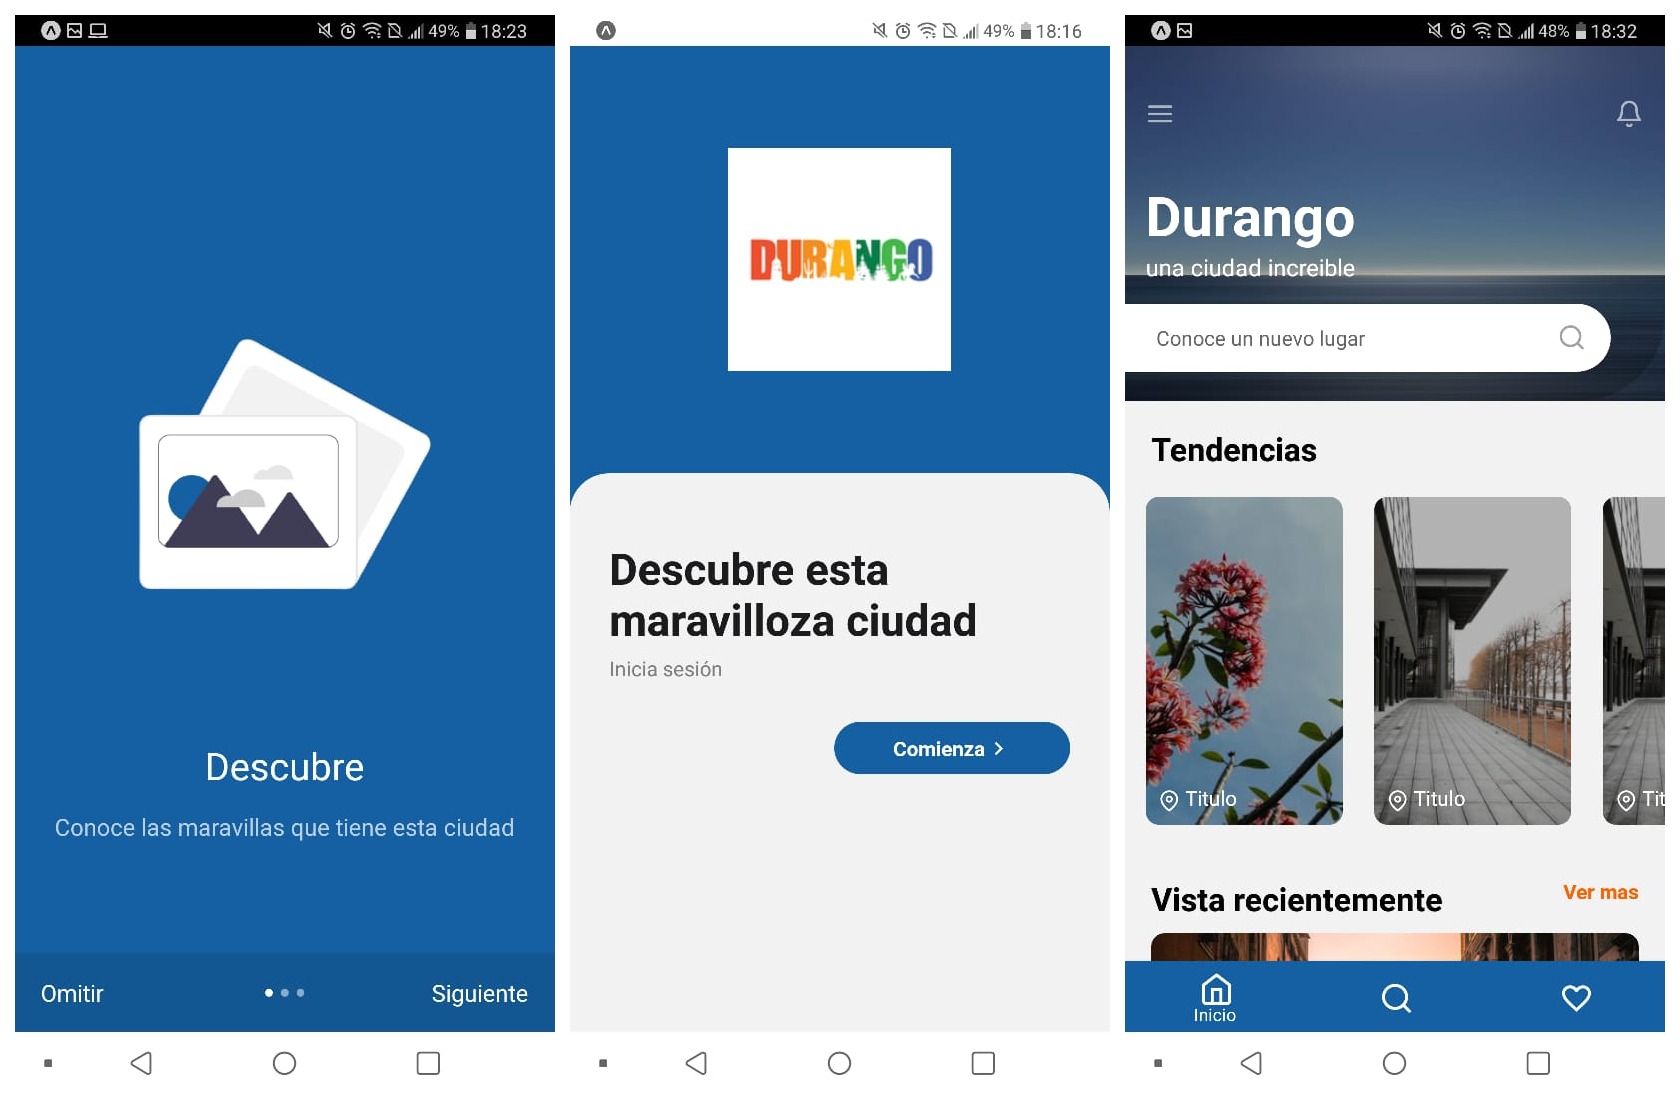 49% 18:23
Descubre
Conoce las maravillas que tiene esta ciudad
Omitir
Siguiente
49% 18:16
DURANGO
Descubre esta
maravilloza ciudad
Inicia sesión
Comienza
48% 18:32
Durango
una ciudad increible
Conoce un nuevo lugar
Tendencias
Titulo
Titulo
Tit
Vista recientemente
Ver mas
Inicio